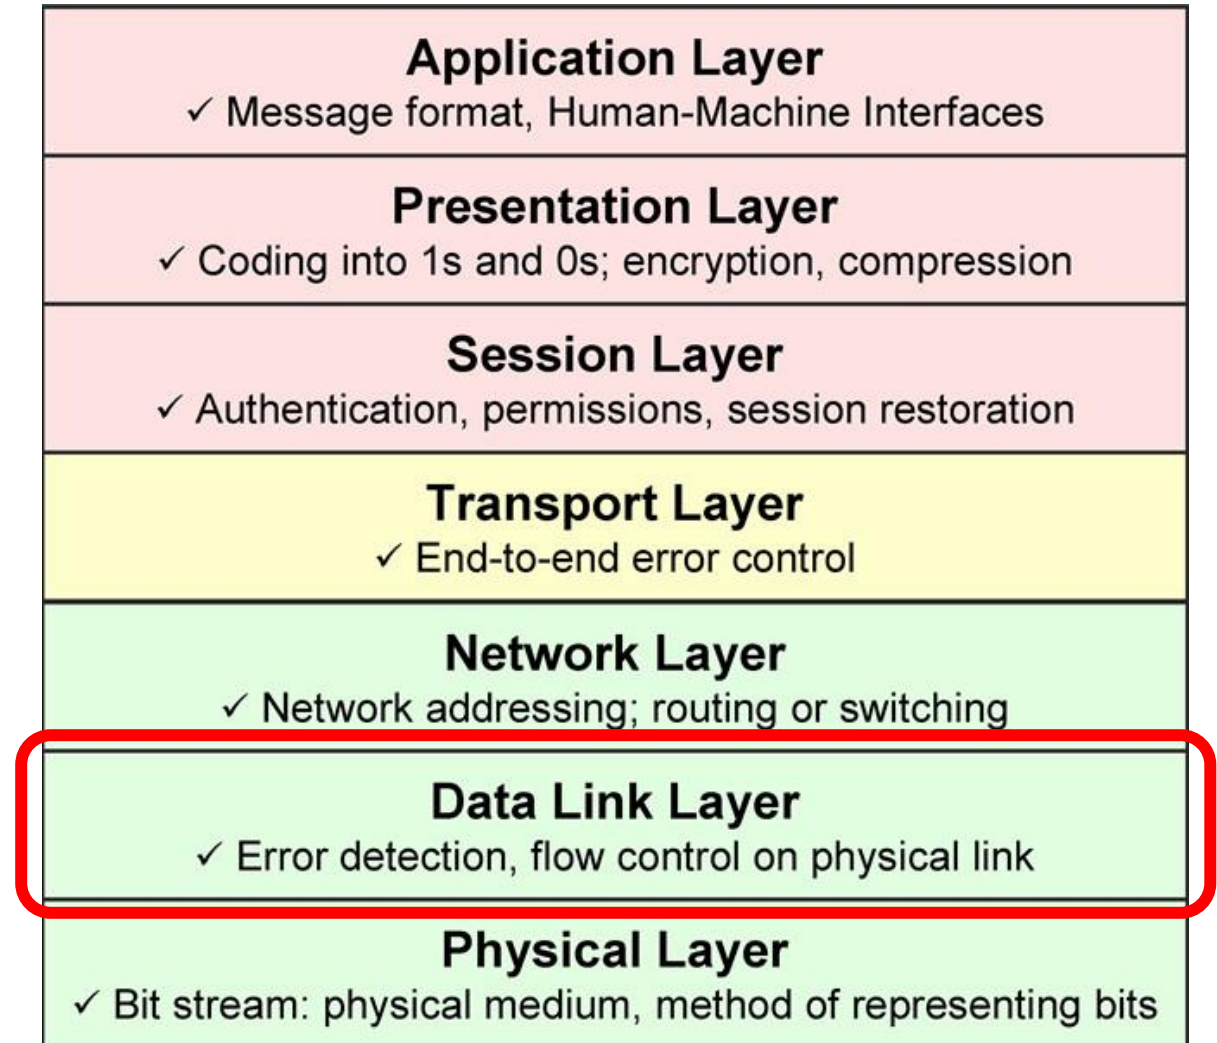 Application Layer
✓ Message format, Human-Machine Interfaces
Presentation Layer
✓ Coding into 1s and 0s; encryption, compression
Session Layer
✓ Authentication, permissions, session restoration
Transport Layer
✓ End-to-end error control
Network Layer
✓ Network addressing; routing or switching
Data Link Layer
✓ Error detection, flow control on physical link
Physical Layer
✓ Bit stream: physical medium, method of representing bits